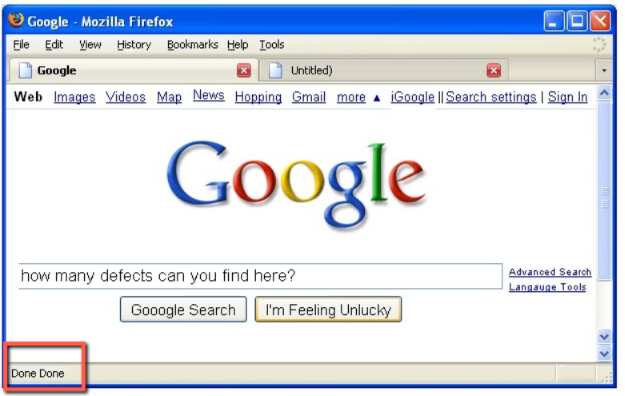 Google - Mozilla Firefox
File Edit View History Bookmarks Help Tools
Google Untitled)
Web Images Videos Map News Hopping Gmail more ▲ iGoogle || Search settings | Sign In
Google
how many defects can you find here? Advanced Search
Langauge Tools
Gooogle Search I'm Feeling Unlucky
Done Done